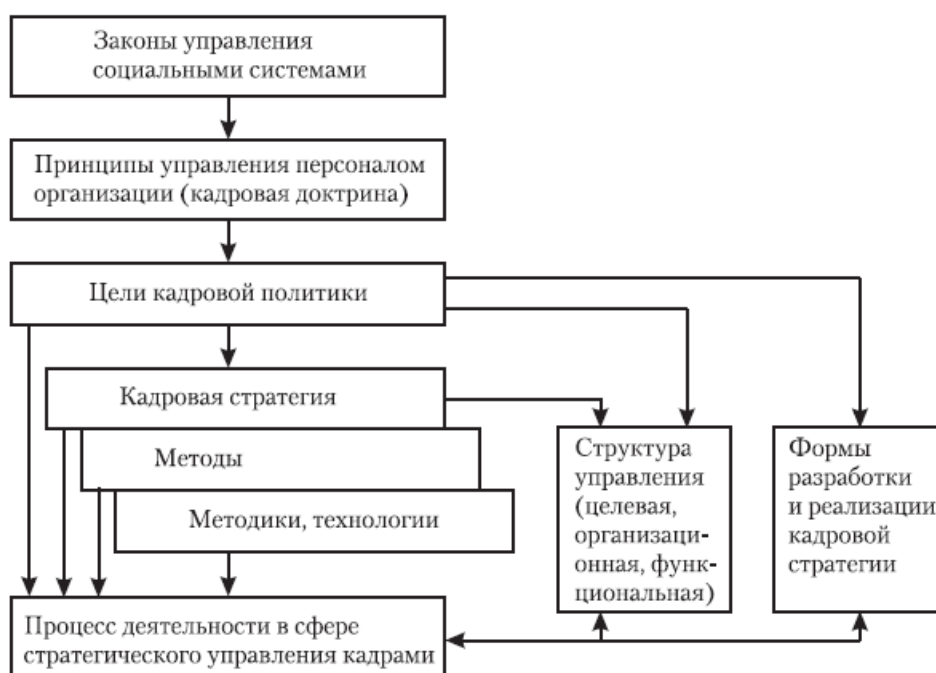 Законы управления
социальными системами
Принципы управления персоналом
организации (кадровая доктрина)
Цели кадровой политики
Кадровая стратегия
Методы
Методики, технологии
Структура
управления
(целевая,
организаци-
онная, функ-
циональная)
Формы
разработки
и реализации
кадровой
стратегии
Процесс деятельности в сфере
стратегического управления кадрами